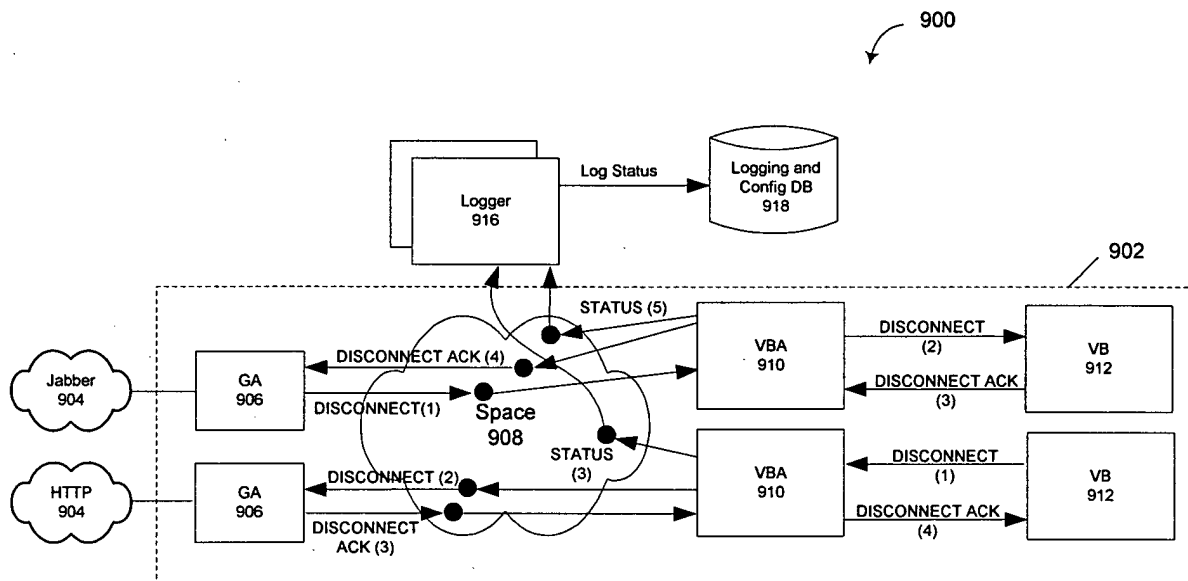 900
Logger
916
Log Status
Logging and
Config DB
918
902
STATUS (5)
Jabber
904
GA
906
DISCONNECT ACK (4)
DISCONNECT(1)
Space
908
VBA
910
DISCONNECT
(2)
DISCONNECT ACK
(3)
VB
912
HTTP
904
GA
906
DISCONNECT (2)
DISCONNECT
ACK (3)
STATUS
(3)
VBA
910
DISCONNECT
(1)
DISCONNECT ACK
(4)
VB
912